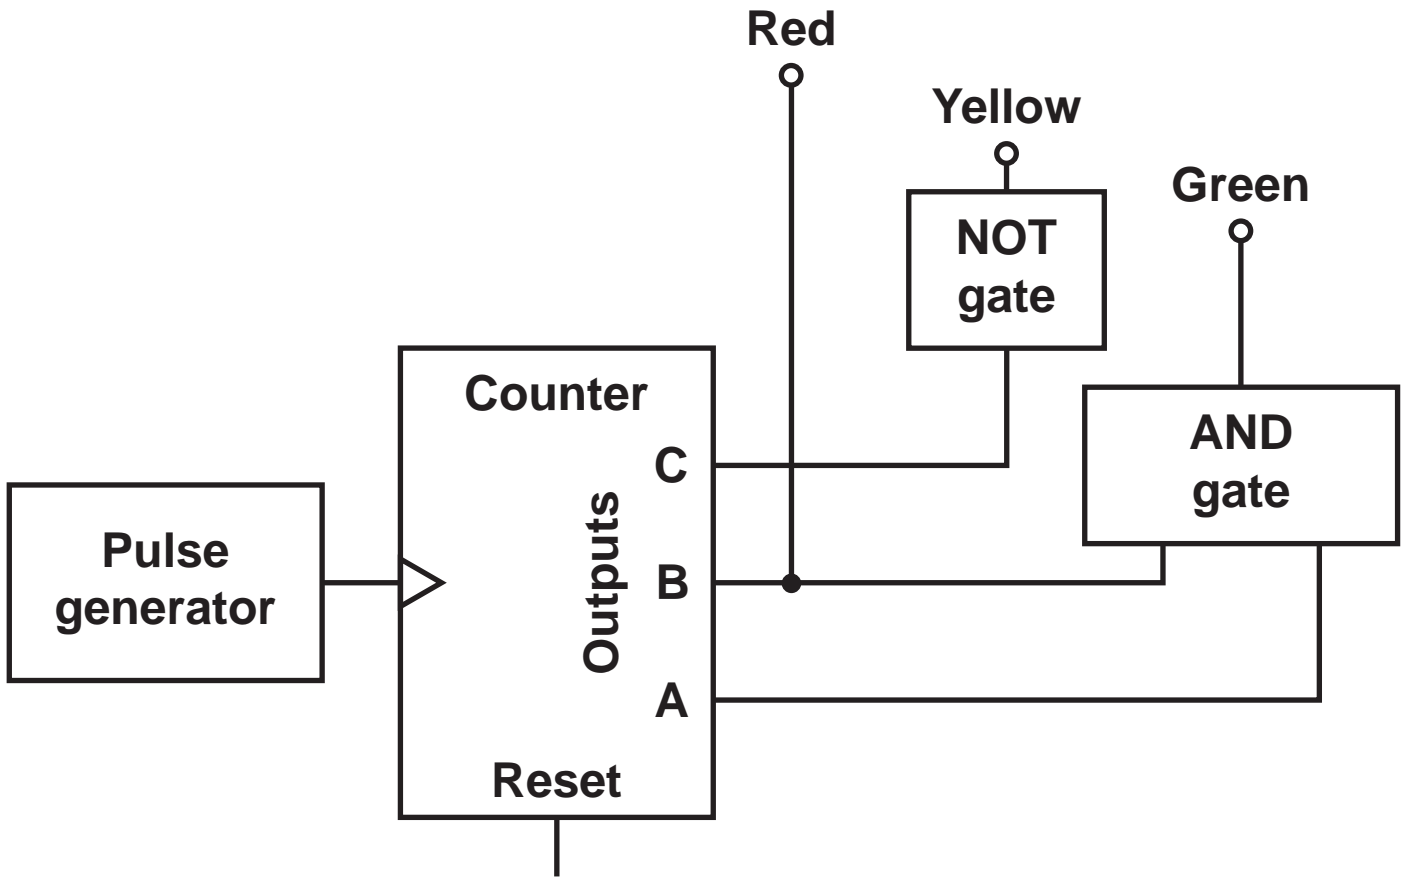 Red
Yellow
Green
NOT
gate
Counter
AND
gate
C
Outputs
Pulse
generator
B
A
Reset